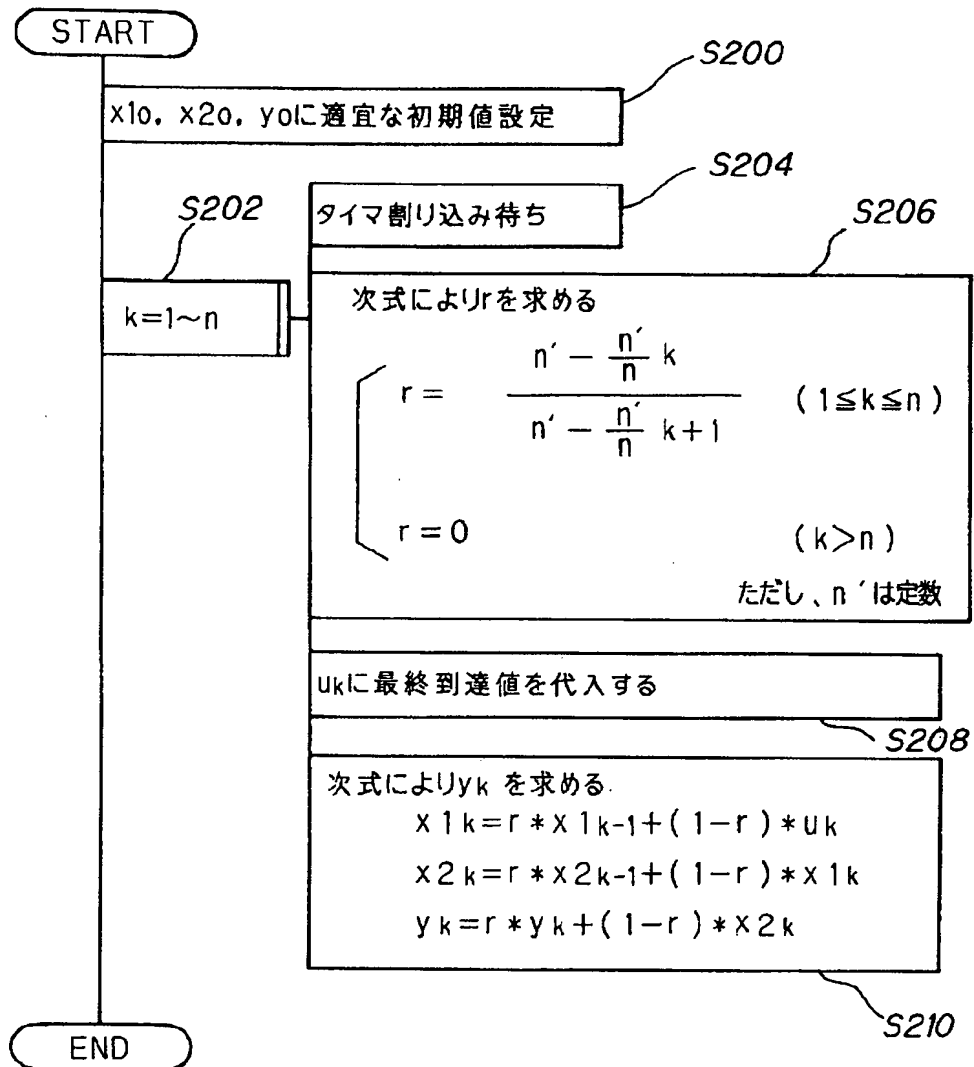 START
S200
x1o, x2o, yoに適宜な初期値設定
S204
タイマ割り込み待ち
S202
k=1～n
S206
次式によりrを求める
r = (n′ − n′/n k) / (n′ − n′/n k+1) (1≦k≦n)
r = 0 (k>n)
ただし、n′は定数
ukに最終到達値を代入する
S208
次式によりyk を求める.
x1k=r*x1k-1+(1-r)*uk
x2k=r*x2k-1+(1-r)*x1k
yk=r*yk+(1-r)*x2k
S210
END